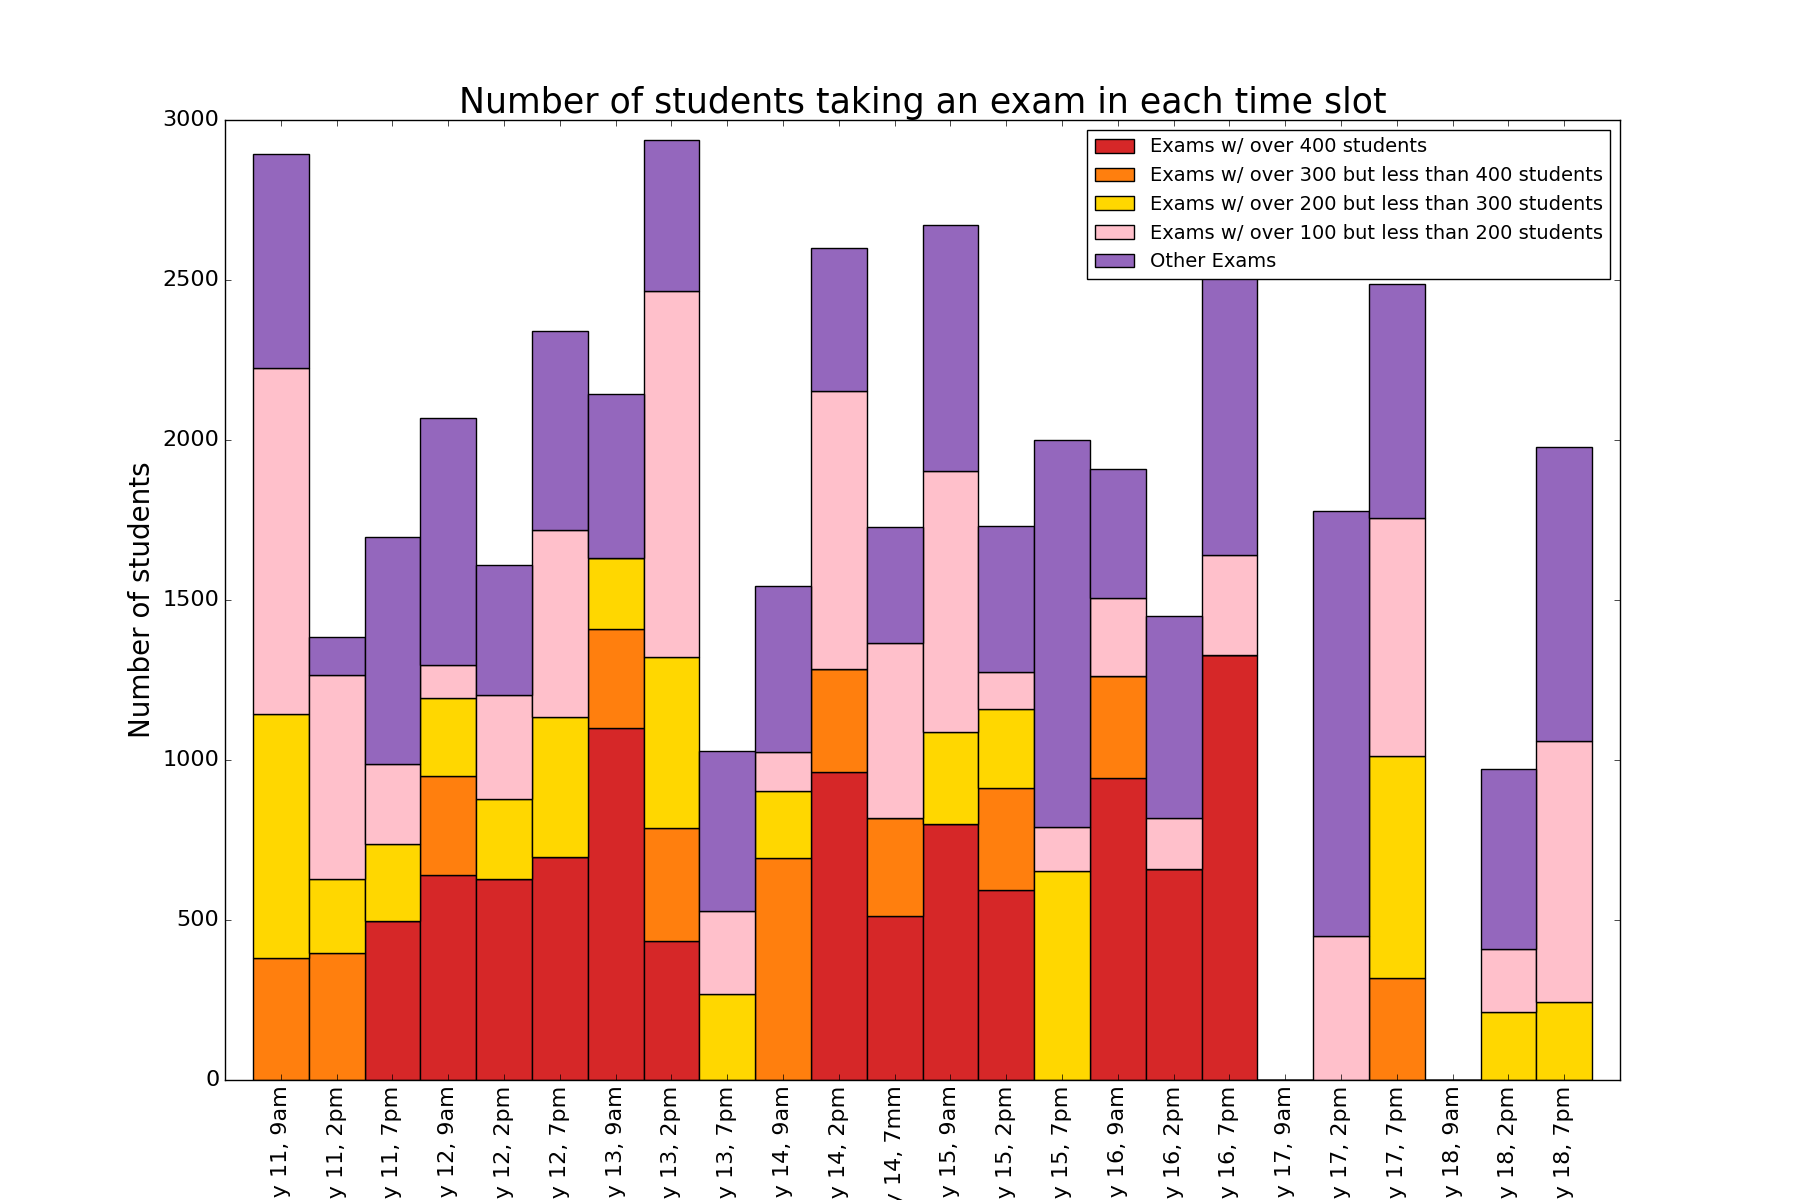 Number of students taking an exam in each time slot
3000
2500
2000
1500
1000
500
0
Number of students
Exams w/ over 400 students
Exams w/ over 300 but less than 400 students
Exams w/ over 200 but less than 300 students
Exams w/ over 100 but less than 200 students
Other Exams
y 11, 9am
y 11, 2pm
y 11, 7pm
y 12, 9am
y 12, 2pm
y 12, 7pm
y 13, 9am
y 13, 2pm
y 13, 7pm
y 14, 9am
y 14, 2pm
y 14, 7mm
y 15, 9am
y 15, 2pm
y 15, 7pm
y 16, 9am
y 16, 2pm
y 16, 7pm
y 17, 9am
y 17, 2pm
y 17, 7pm
y 18, 9am
y 18, 2pm
y 18, 7pm